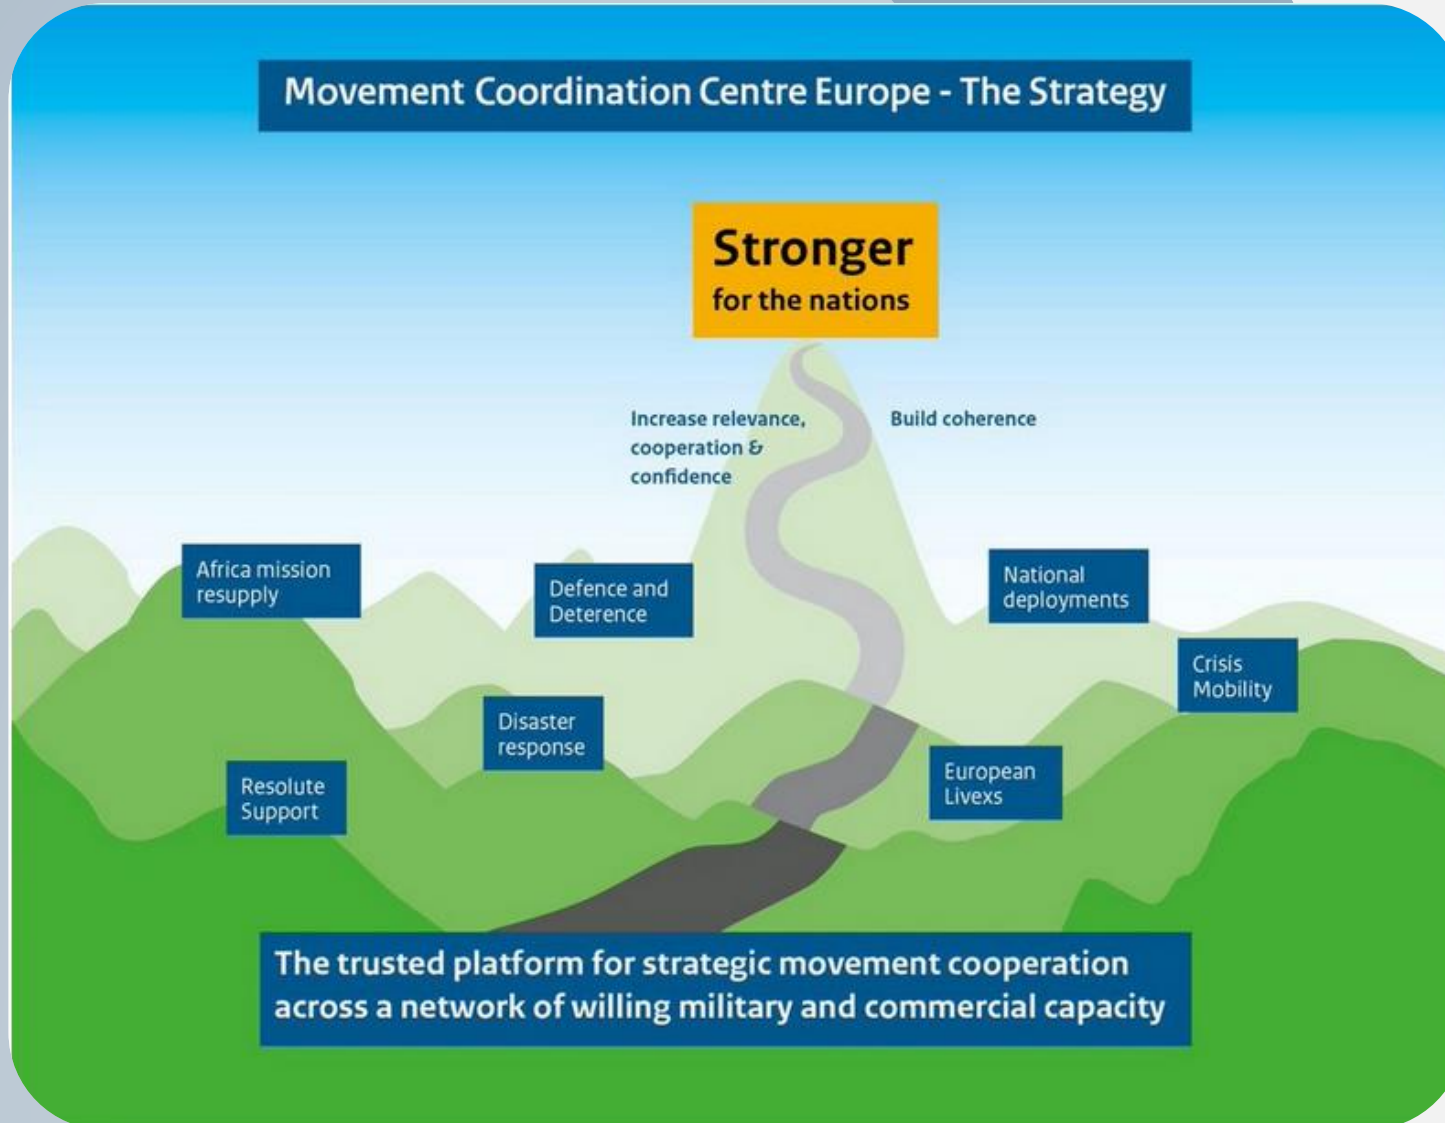 Movement Coordination Centre Europe - The Strategy
Stronger
for the nations
Increase relevance,
cooperation &
confidence
Build coherence
Africa mission
resupply
Defence and
Deterence
National
deployments
Crisis
Mobility
Disaster
response
European
Livexs
Resolute
Support
The trusted platform for strategic movement cooperation
across a network of willing military and commercial capacity